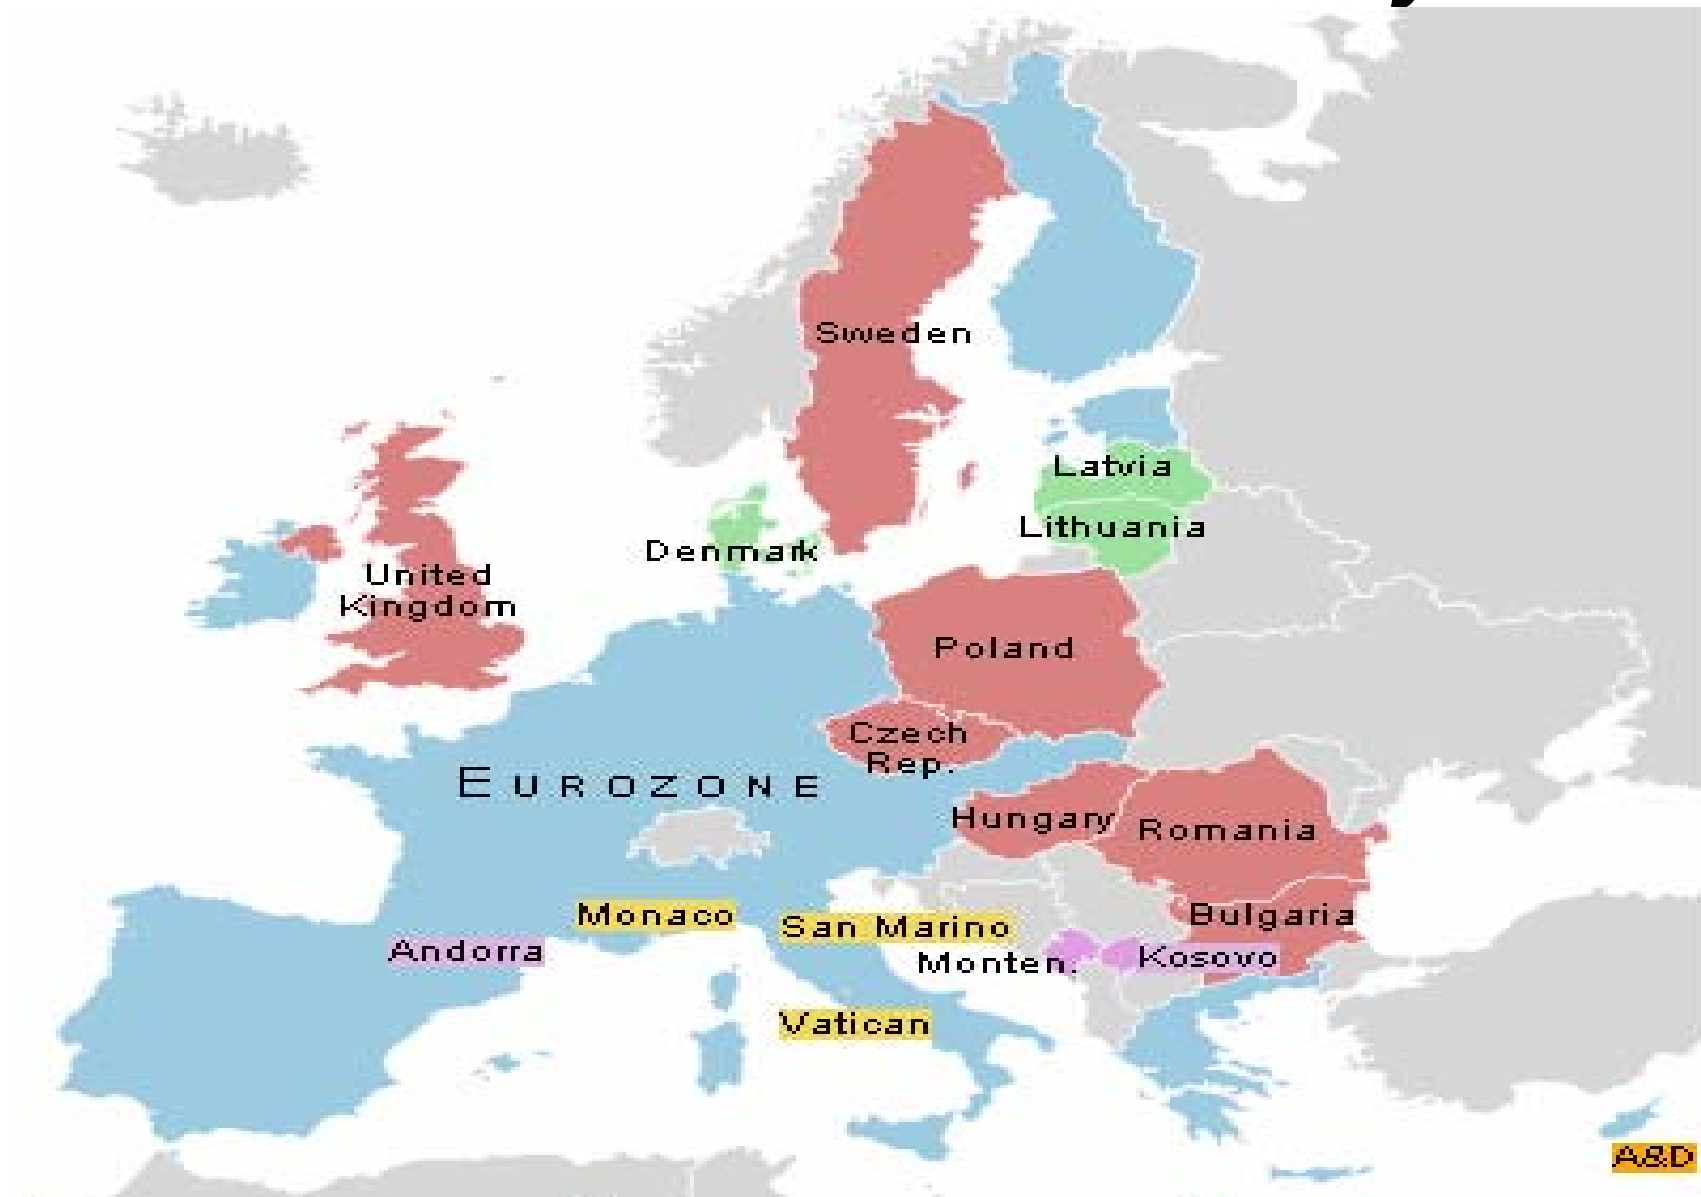 Sweden
Latvia
Lithuania
Denmark
United
Kingdom
Poland
Czech
Rep.
EUROZONE
Hungary
Romania
Monaco
San Marino
Bulgaria
Andorra
Monten.
Kosovo
Vatican
A&D